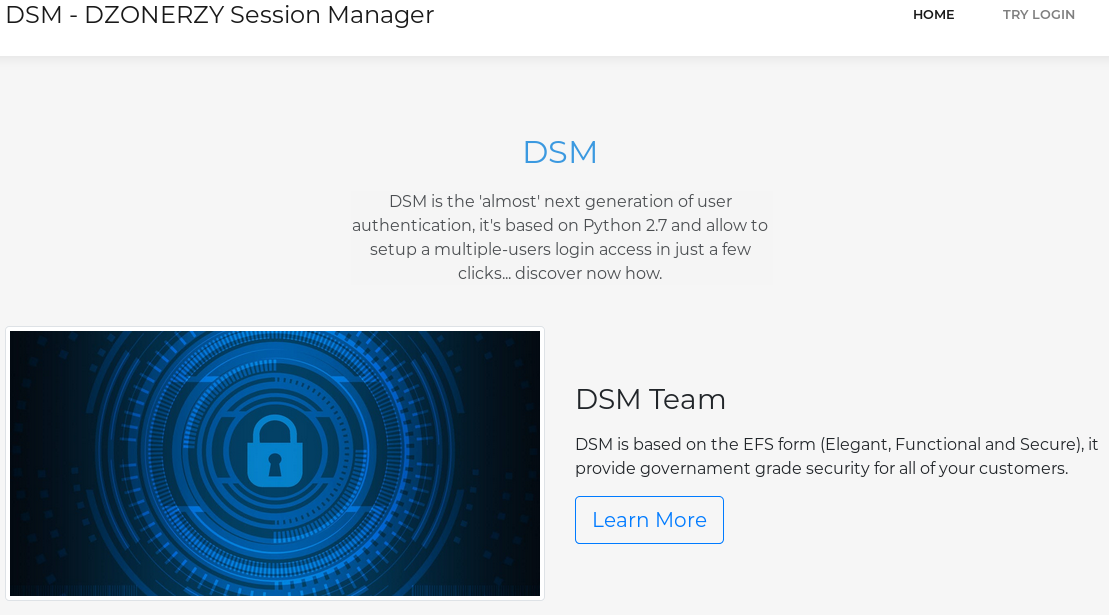 DSM - DZONERZY Session Manager
HOME
TRY LOGIN
DSM
DSM is the 'almost' next generation of user
authentication, it's based on Python 2.7 and allow to
setup a multiple-users login access in just a few
clicks... discover now how.
DSM Team
DSM is based on the EFS form (Elegant, Functional and Secure), it
provide governament grade security for all of your customers.
Learn More